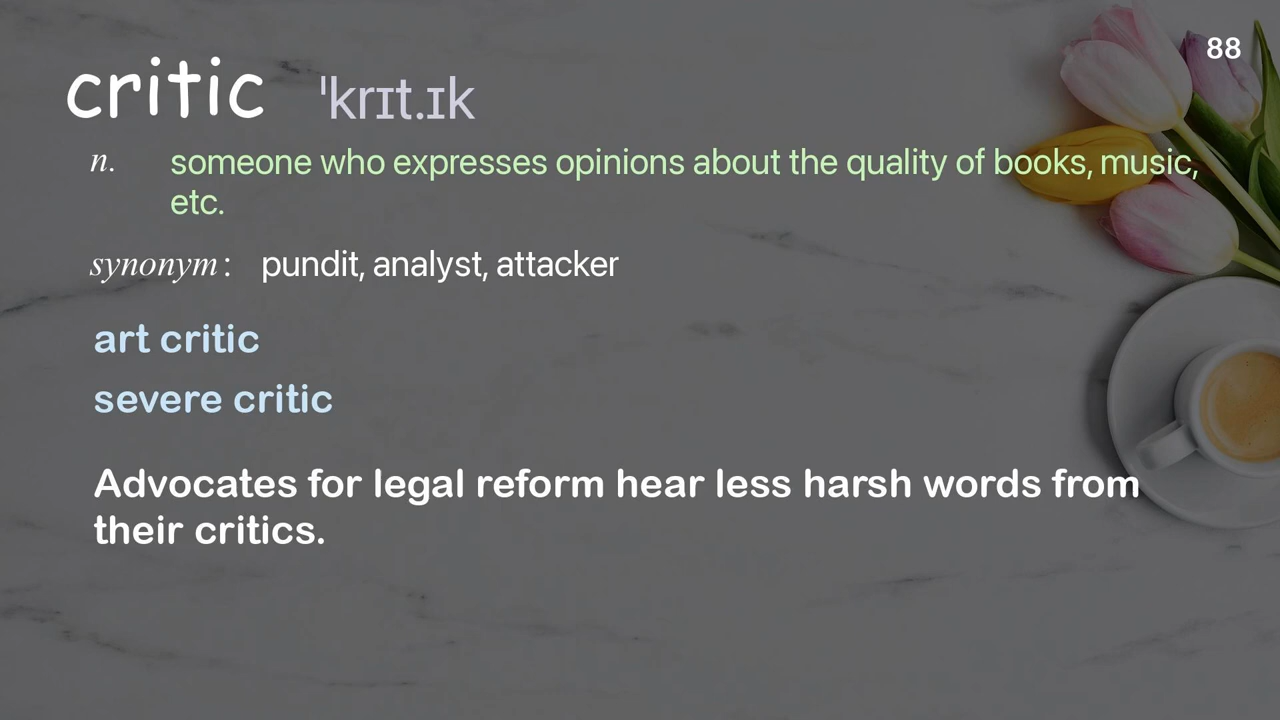 88
critic ˈkrɪt.ɪk
n. someone who expresses opinions about the quality of books, music,
etc.
synonym: pundit, analyst, attacker
art critic
severe critic
Advocates for legal reform hear less harsh words from
their critics.